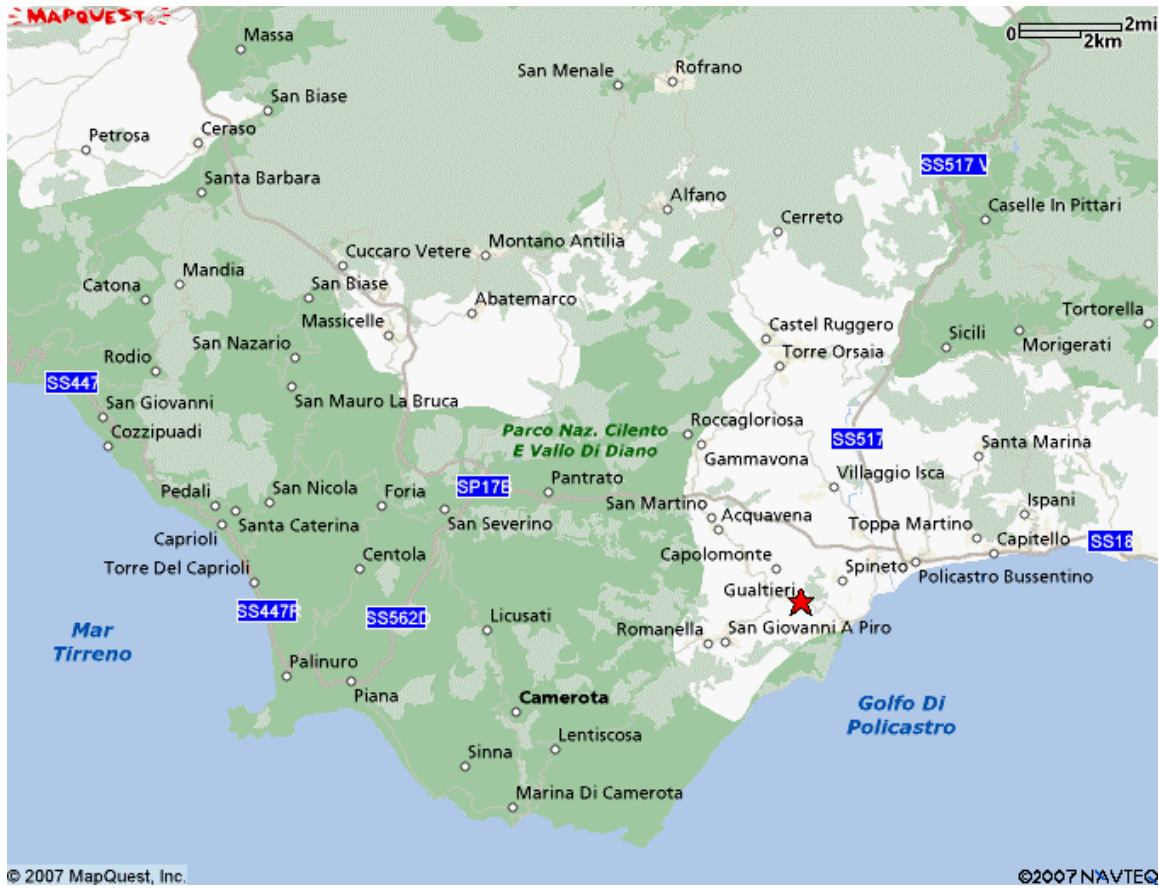 MAPQUEST
Massa
2mi
0
2km
San Menale
Rofrano
San Biase
Petrosa
Ceraso
SS517 V
Santa Barbara
Alfano
Caselle In Pittari
Cerreto
Cuccaro Vetere
Montano Antilia
Mandia
Catona
San Biase
Abatemarco
Tortorella
Massicelle
Castel Ruggero
San Nazario
Sicili
Morigerati
Rodio
Torre Orsaia
SS447
San Giovanni
San Mauro La Bruca
Roccagloriosa
Parco Naz. Cilento
E Vallo Di Diano
Cozzipuadi
SS517
Santa Marina
Gammavona
Villaggio Isca
Pantrato
SP17B
Pedali
San Nicola
Foria
San Martino
Ispani
Acquavena
Santa Caterina
San Severino
Toppa Martino
Caprioli
Capitello
SS18
Centola
Capolomonte
Torre Del Caprioli
Spineto
Policastro Bussentino
Gualtieri
SS447R
SS562D
Licusati
Romanella
San Giovanni A Piro
Mar
Tirreno
Palinuro
Piana
Camerota
Golfo Di
Policastro
Lentiscosa
Sinna
Marina Di Camerota
© 2007 MapQuest, Inc.
©2007 NAVTEQ